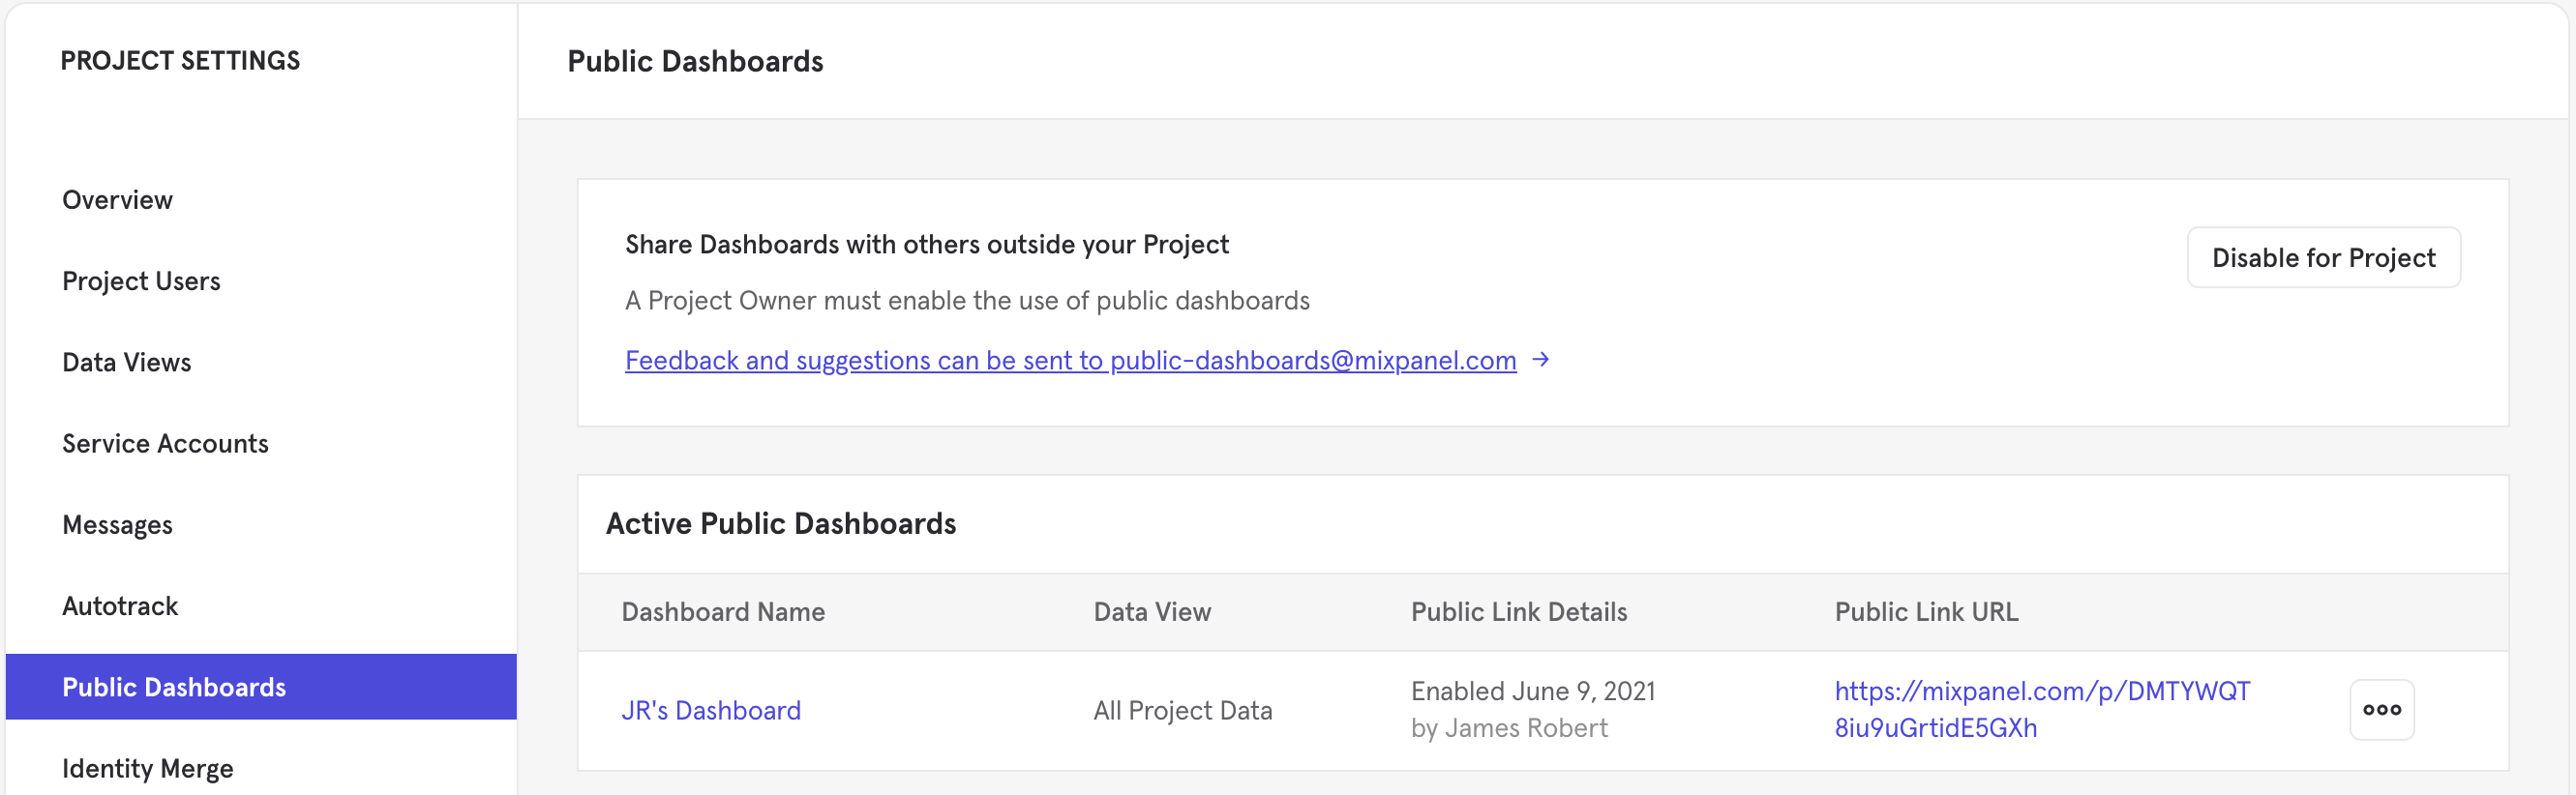 PROJECT SETTINGS
Overview
Project Users
Data Views
Service Accounts
Messages
Autotrack
Public Dashboards
Identity Merge
Public Dashboards
Share Dashboards with others outside your Project
Disable for Project
A Project Owner must enable the use of public dashboards
Feedback and suggestions can be sent to public-dashboards@mixpanel.com →
Active Public Dashboards
Dashboard Name Data View Public Link Details Public Link URL
JR's Dashboard
All Project Data
Enabled June 9, 2021
by James Robert
https://mixpanel.com/p/DMTYWQT
8iu9uGrtidE5GXh